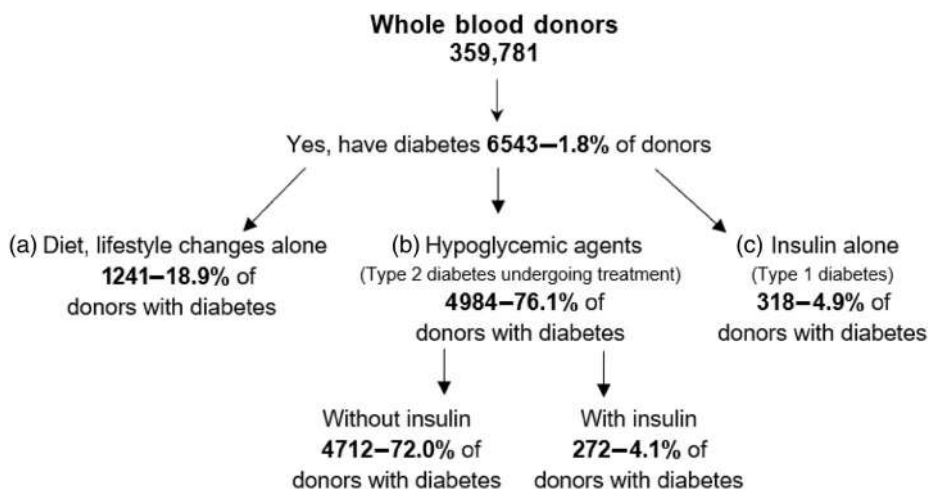 Whole blood donors
359,781
Yes, have diabetes 6543–1.8% of donors
(a) Diet, lifestyle changes alone
1241–18.9% of
donors with diabetes
(b) Hypoglycemic agents
(Type 2 diabetes undergoing treatment)
4984–76.1% of
donors with diabetes
(c) Insulin alone
(Type 1 diabetes)
318–4.9% of
donors with diabetes
Without insulin
4712–72.0% of
donors with diabetes
With insulin
272–4.1% of
donors with diabetes